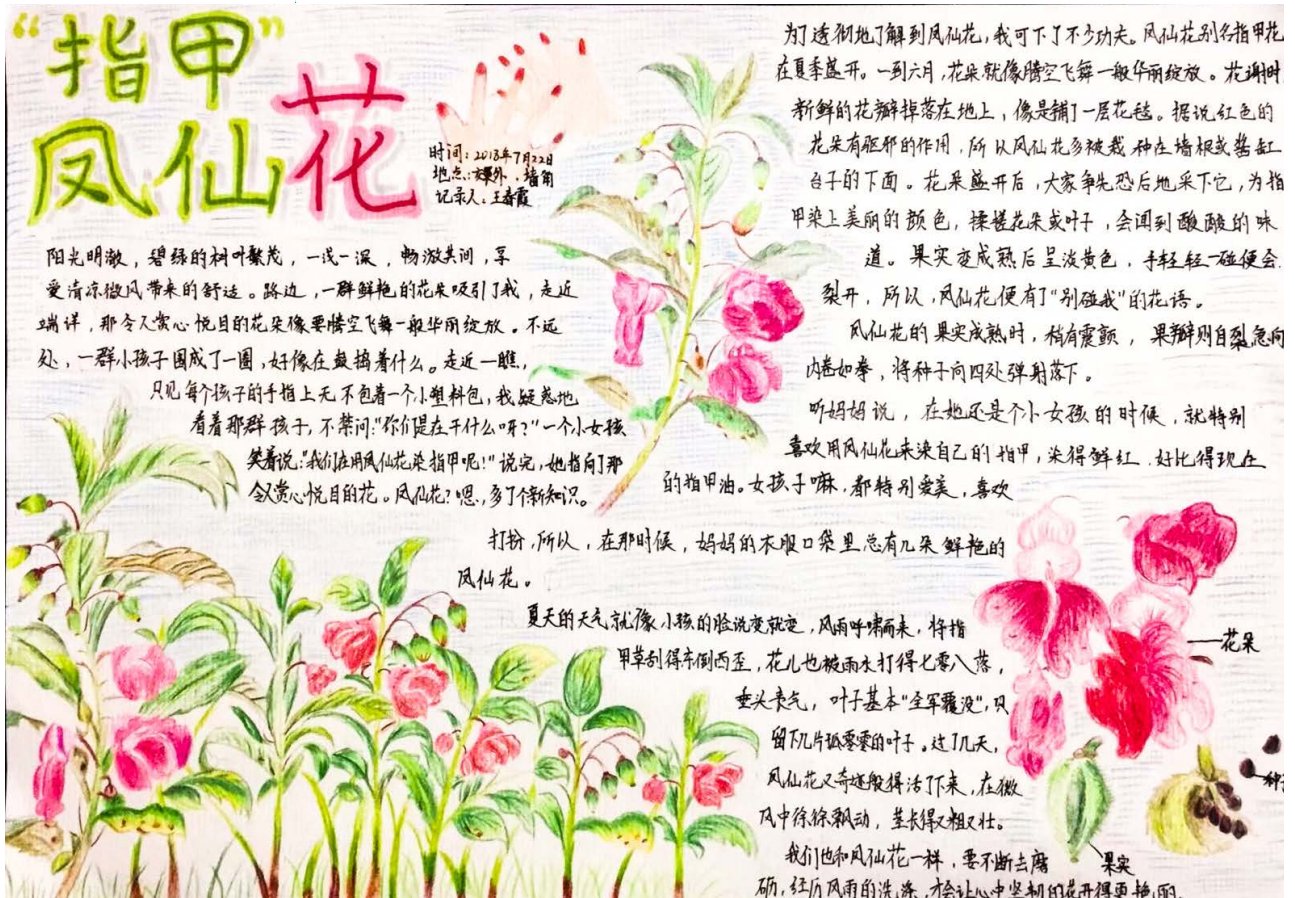 “指甲”
凤仙花
时间：2018年7月22日
地点：课外、墙角
记录人：王春霞
阳光明澈，碧绿的树叶繁茂，一浅一深，畅游其间，享
受清凉微风带来的舒适。路边，一群鲜艳的花朵吸引了我，走近
端详，那令人赏心悦目的花朵像要腾空飞舞一般华丽绽放。不远
处，一群小孩子围成了一圈，好像在鼓捣着什么。走近一瞧，
只见每个孩子的手指上无不包着一个小塑料包，我疑惑地
看着那群孩子，不禁问：“你们是在干什么呀？”一个小女孩
笑着说：“我们在用凤仙花染指甲呢！”说完，她指向了那
令人赏心悦目的花。凤仙花？嗯，多了个新知识。
为了透彻地了解到凤仙花，我可下了不少功夫。凤仙花别名指甲花
在夏季盛开。一到六月，花朵就像腾空飞舞一般华丽绽放。花谢时
新鲜的花瓣掉落在地上，像是铺了一层花毯。据说红色的
花朵有驱邪的作用，所以凤仙花多被栽种在墙根或酱缸
台子的下面。花朵盛开后，大家争先恐后地采下它，为指
甲染上美丽的颜色，揉搓花朵或叶子，会闻到酸酸的味
道。果实变成熟后呈淡黄色，手轻轻一碰便会
裂开，所以，凤仙花便有了“别碰我”的花语。
凤仙花的果实成熟时，稍有震颤，果瓣则自裂急向
内卷如拳，将种子向四处弹射落下。
听妈妈说，在她还是个小女孩的时候，就特别
喜欢用凤仙花来染自己的指甲，染得鲜红，好比得现在
的指甲油。女孩子嘛，都特别爱美，喜欢
打扮，所以，在那时候，妈妈的衣服口袋里总有几朵鲜艳的
凤仙花。
夏天的天气就像小孩的脸说变就变，风雨呼啸而来，将指
甲草刮得东倒西歪，花儿也被雨水打得七零八落，
垂头丧气，叶子基本“全军覆没”，只
留下几片孤零零的叶子。过了几天，
凤仙花又奇迹般得活了下来，在微
风中徐徐飘动，茎长得又粗又壮。
我们也和凤仙花一样，要不断去磨
砺，经历风雨的洗涤，才会让心中坚韧的花开得更艳丽。
花朵
种子
果实